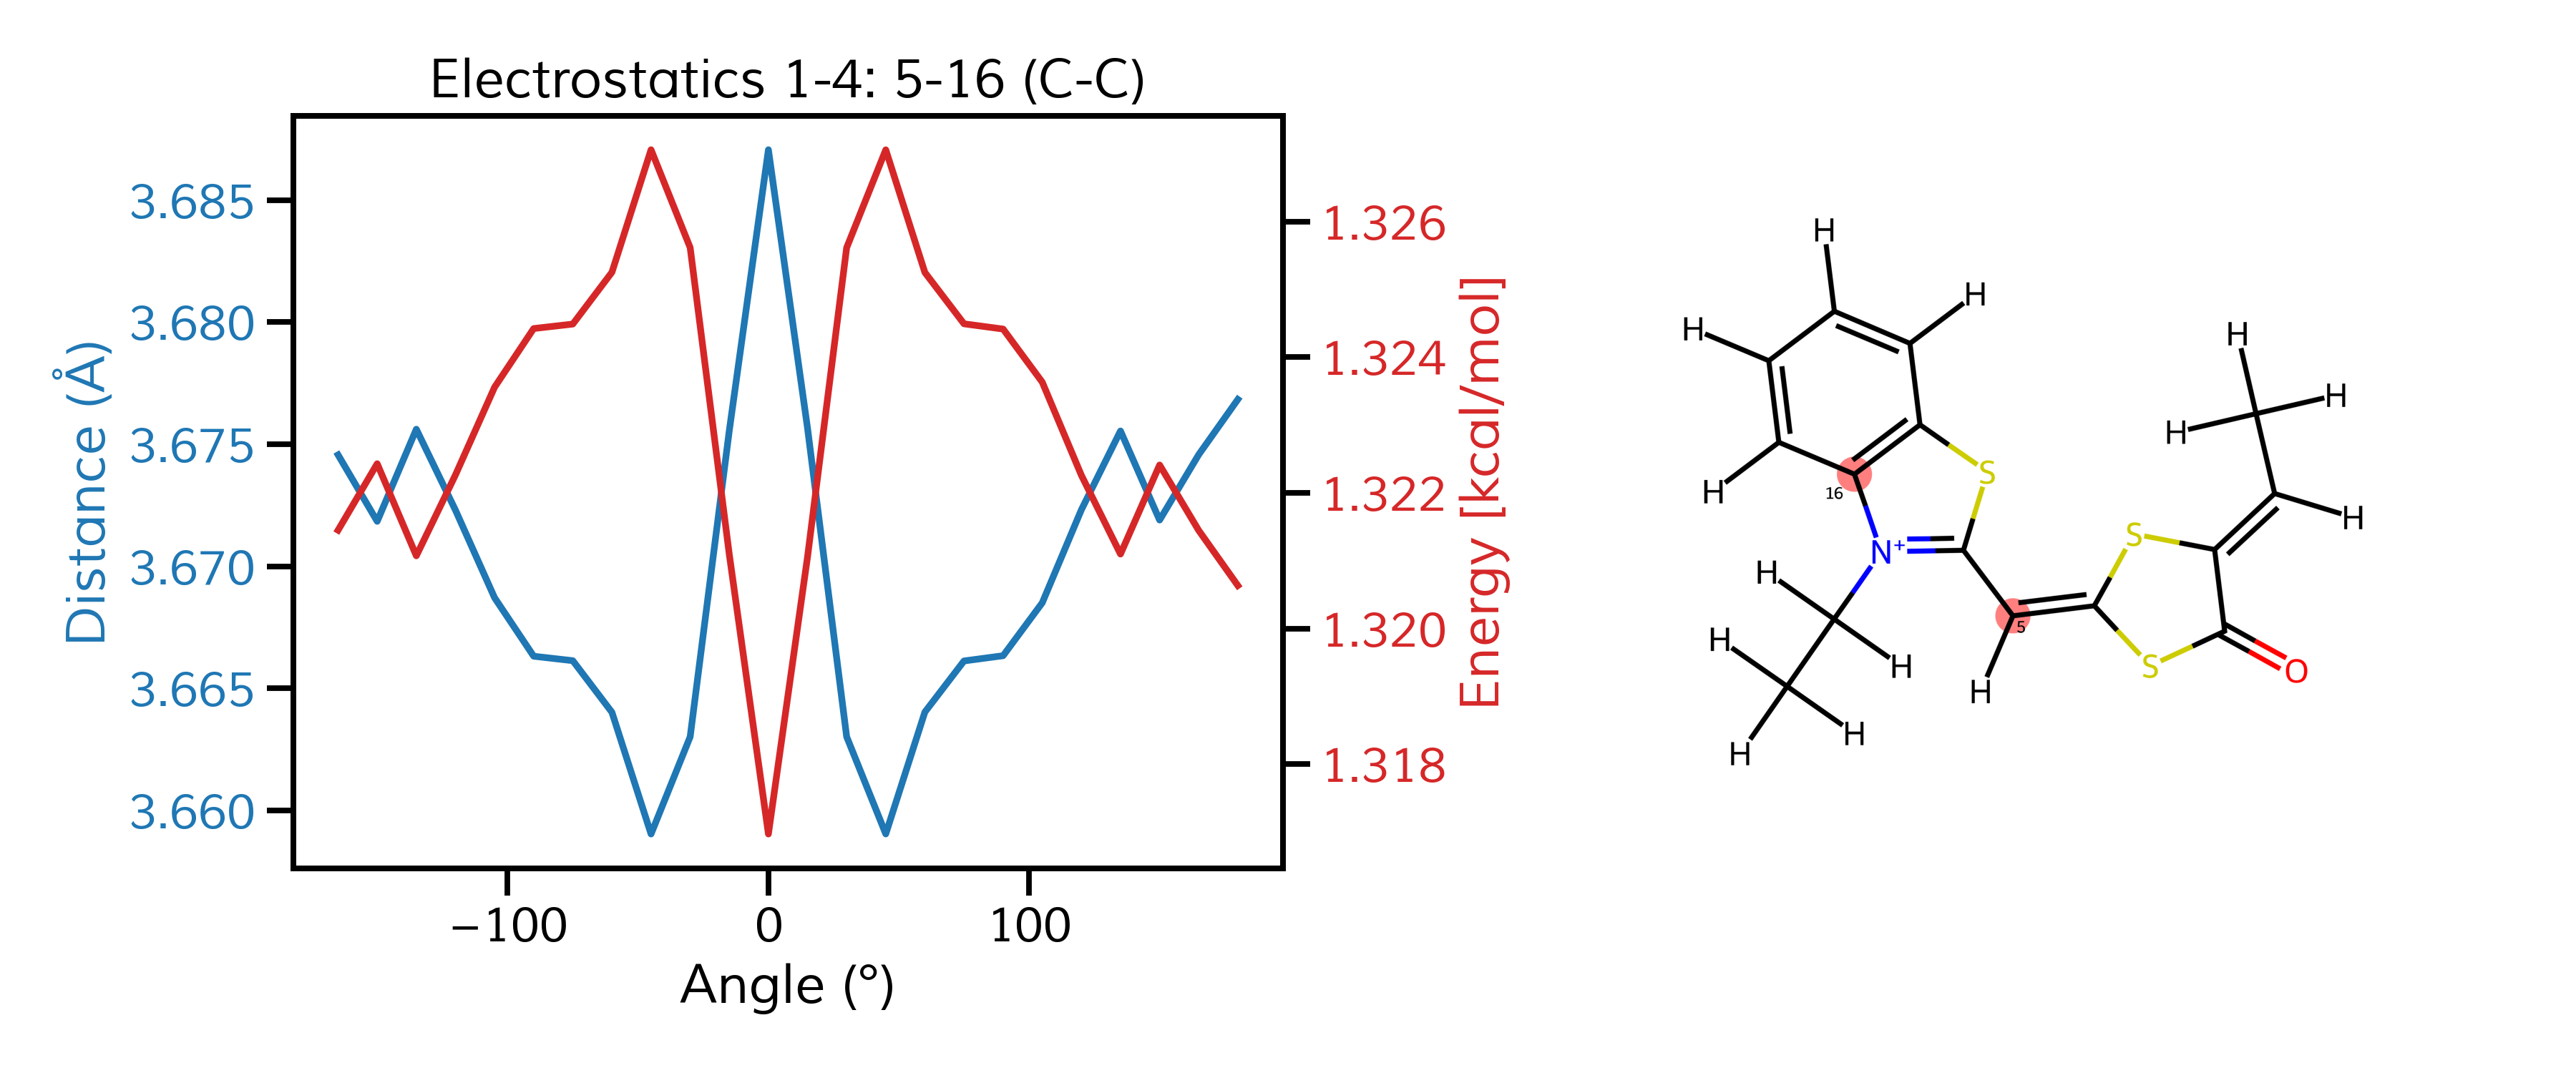 Electrostatics 1-4: 5-16 (C-C)
3.685
3.680
3.675
3.670
3.665
3.660
Distance (Å)
1.326
1.324
1.322
1.320
1.318
Energy [kcal/mol]
−100
0
100
Angle (°)
H
H
H
H
H
H
S
H
16
H
S
N+
H
H
H
5
S
O
H
H
H